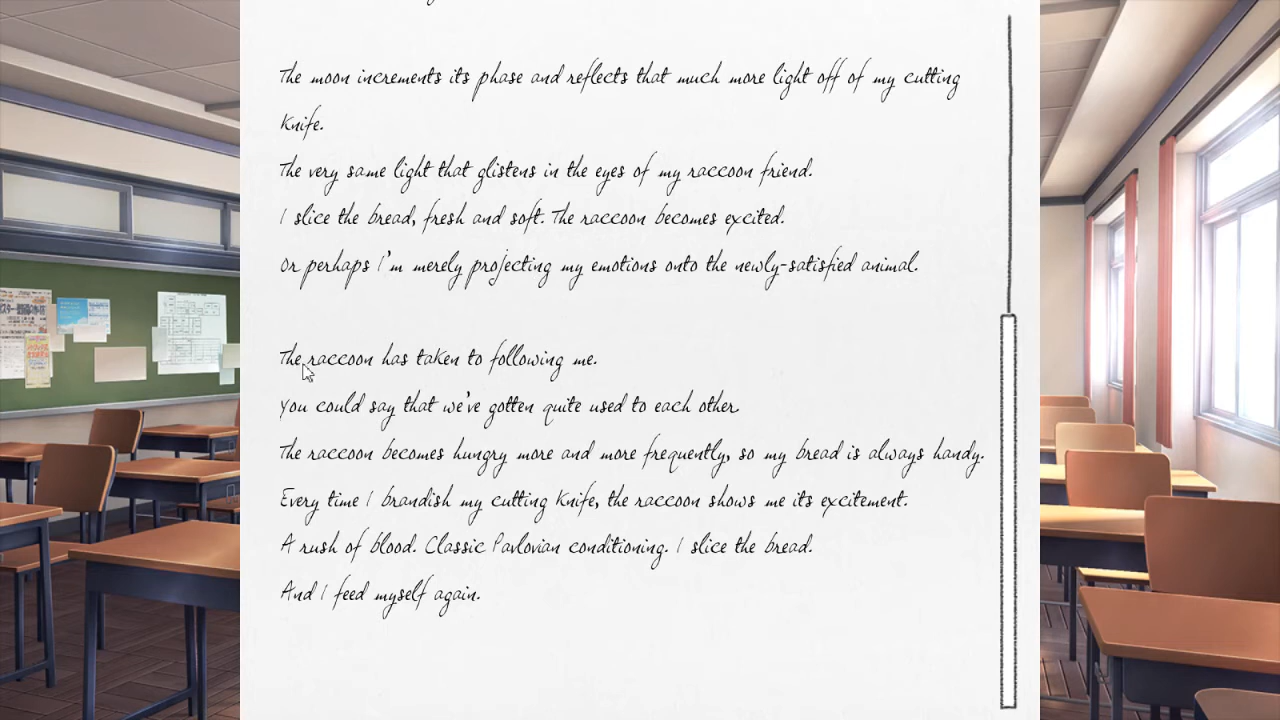 The moon increments its phase and reflects that much more light off of my cutting
knife.
The very same light that glistens in the eyes of my raccoon friend.
I slice the bread, fresh and soft. The raccoon becomes excited.
Or perhaps I'm merely projecting my emotions onto the newly-satisfied animal.
The raccoon has taken to following me.
You could say that we've gotten quite used to each other.
The raccoon becomes hungry more and more frequently, so my bread is always handy.
Every time I brandish my cutting knife, the raccoon shows me its excitement.
A rush of blood. Classic Pavlovian conditioning. I slice the bread.
And I feed myself again.